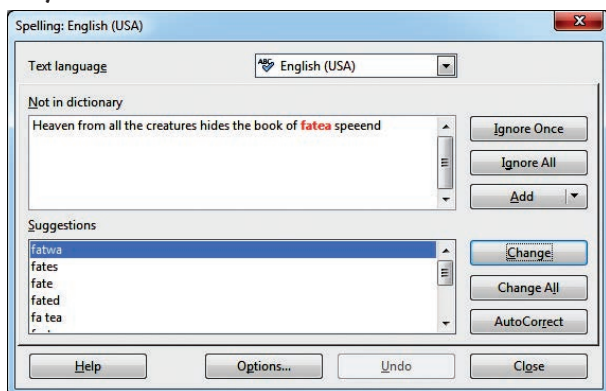 Spelling: English (USA)
Text language
ABC
English (USA)
Not in dictionary
Heaven from all the creatures hides the book of fatea speeend
Ignore Once
Ignore All
Add
Suggestions
fatwa
fates
fate
fated
fa tea
Change
Change All
AutoCorrect
Help
Options...
Undo
Close